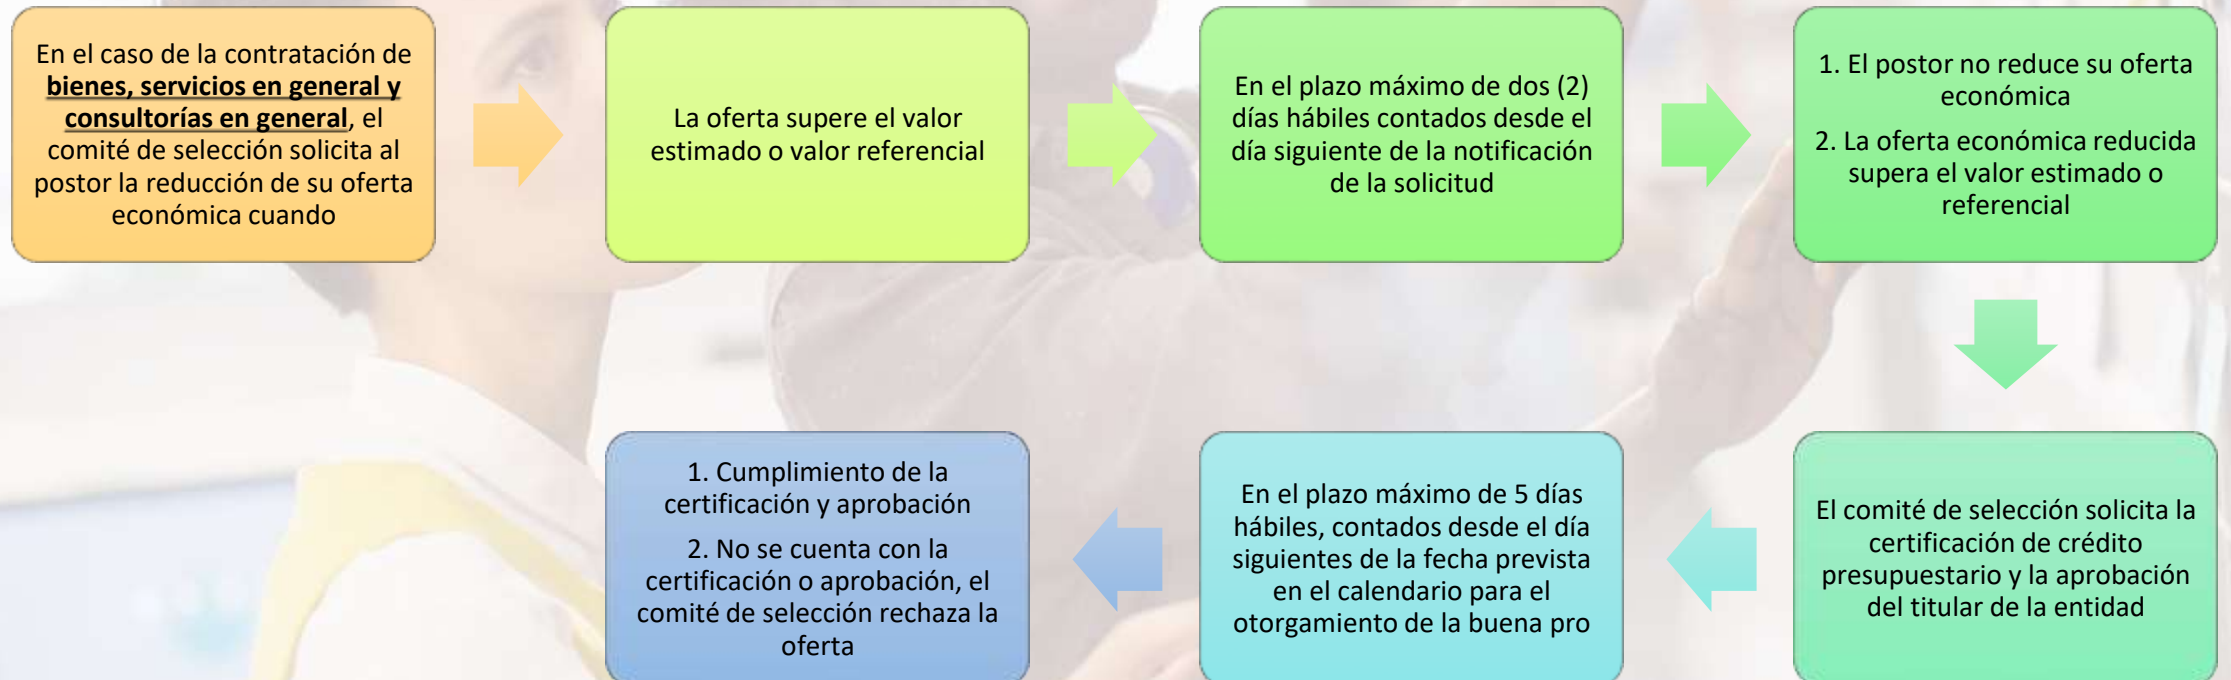 En el caso de la contratación de
bienes, servicios en general y
consultorías en general, el
comité de selección solicita al
postor la reducción de su oferta
económica cuando
La oferta supere el valor
estimado o valor referencial
En el plazo máximo de dos (2)
días hábiles contados desde el
día siguiente de la notificación
de la solicitud
1. El postor no reduce su oferta
económica
2. La oferta económica reducida
supera el valor estimado o
referencial
El comité de selección solicita la
certificación de crédito
presupuestario y la aprobación
del titular de la entidad
En el plazo máximo de 5 días
hábiles, contados desde el día
siguientes de la fecha prevista
en el calendario para el
otorgamiento de la buena pro
1. Cumplimiento de la
certificación y aprobación
2. No se cuenta con la
certificación o aprobación, el
comité de selección rechaza la
oferta